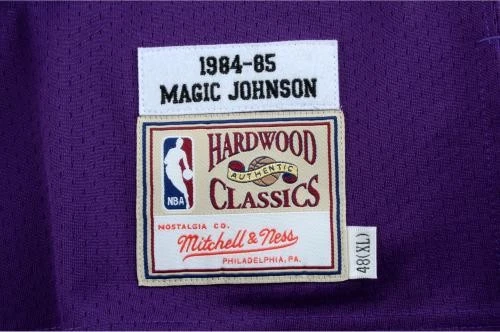 1984-85
MAGIC JOHNSON
NBA
HARDWOOD
AUTHENTIC
CLASSICS
NOSTALGIA CO.
Mitchell & Ness
PHILADELPHIA, PA.
48(XL)